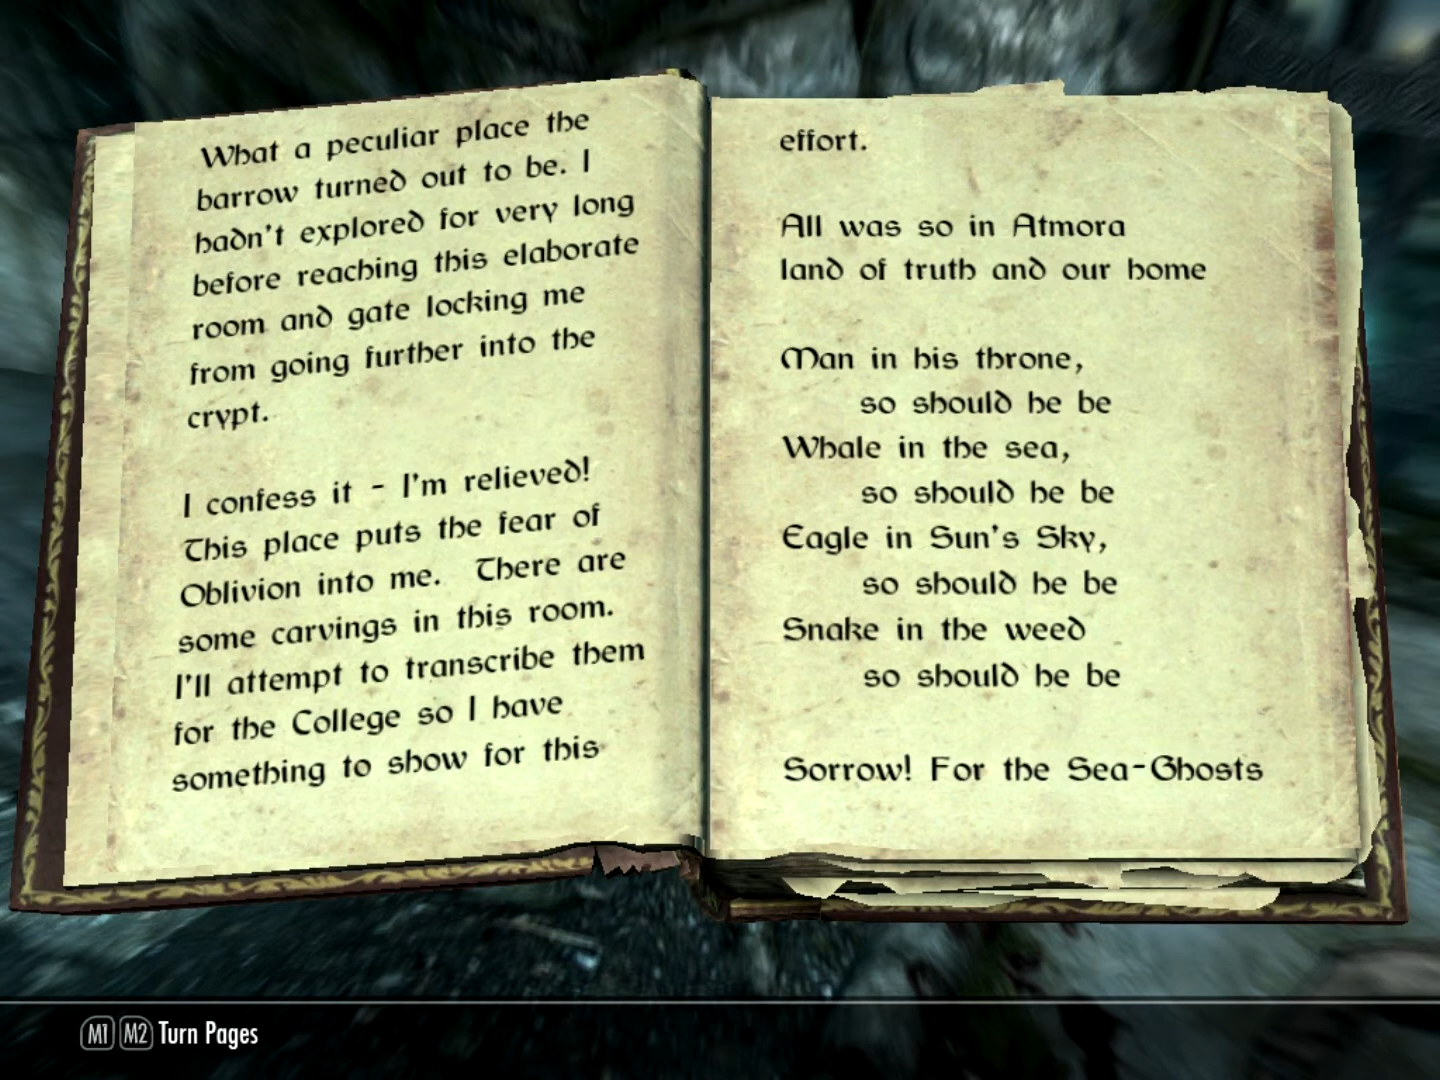 What a peculiar place the
barrow turned out to be. I
hadn't explored for very long
before reaching this elaborate
room and gate locking me
from going further into the
crypt.
I confess it - I'm relieved!
This place puts the fear of
Oblivion into me. There are
some carvings in this room.
I'll attempt to transcribe them
for the College so I have
something to show for this
effort.
All was so in Atmora
land of truth and our home
Man in his throne,
so should he be
Whale in the sea,
so should he be
Eagle in Sun's Sky,
so should he be
Snake in the weed
so should he be
Sorrow! For the Sea-Ghosts
M1 M2 Turn Pages